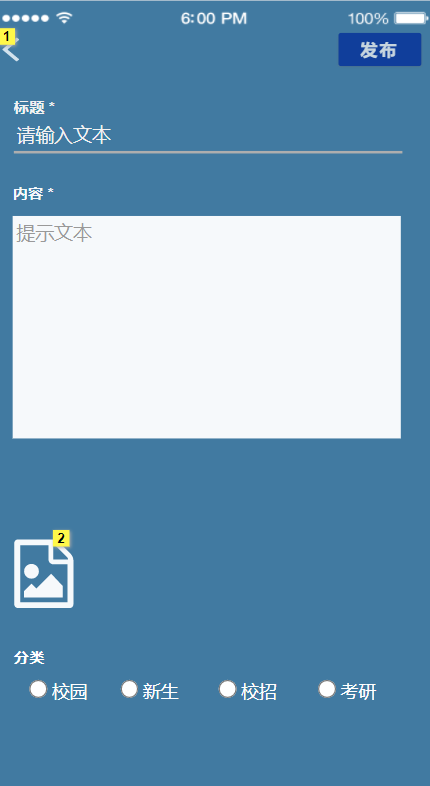 6:00 PM 100%
1
发布
标题 *
请输入文本
内容 *
提示文本
2
分类
校园 新生 校招 考研